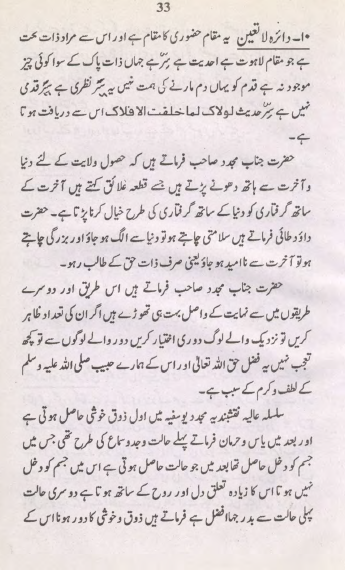 33
۱۰۔ دائرہ لا تعین یہ مقام حضوری کا مقام ہے اور اس سے مراد ذات بحت
ہے جو مقام لاہوت ہے احدیت ہے سِرّ ہے جہاں ذات پاک کے سوا کوئی چیز
موجود نہ ہے قدم کو یہاں دم مارنے کی ہمت نہیں یہ سیر نظری ہے سیر قدمی
نہیں ہے سِرّ حدیث لولاک لما خلقت الافلاک اس سے دریافت ہوتا
ہے۔
حضرت جناب مجدد صاحب فرماتے ہیں کہ حصول ولایت کے لئے دنیا
و آخرت سے ہاتھ دھونے پڑتے ہیں جسے قطعہ علائق کہتے ہیں آخرت کے
ساتھ گرفتاری کو دنیا کے ساتھ گرفتاری کی طرح خیال کرنا پڑتا ہے۔ حضرت
داؤد طائی فرماتے ہیں سلامتی چاہتے ہو تو دنیا سے الگ ہو جاؤ اور بزرگی چاہتے
ہو تو آخرت سے ناامید ہو جاؤ یعنی صرف ذات حق کے طالب رہو۔
حضرت جناب مجدد صاحب فرماتے ہیں اس طریق اور دوسرے
طریقوں میں سے نہایت کے واصل بہت ہی تھوڑے ہیں اگر ان کی تعداد ظاہر
کریں تو نزدیک والے لوگ دوری اختیار کریں دور والے لوگوں سے تو کچھ
تعجب نہیں یہ فضل حق اللہ تعالیٰ اور اس کے ہمارے حبیب صلی اللہ علیہ و سلم
کے لطف و کرم کے سبب ہے۔
سلسلہ عالیہ نقشبندیہ مجددیوسفیہ میں اول ذوق خوشی حاصل ہوتی ہے
اور بعد میں یاس و حرمان فرماتے پہلے حالت وجد و سماع کی طرح تھی جس میں
جسم کو دخل حاصل تھا بعد میں جو حالت حاصل ہوتی ہے اس میں جسم کو دخل
نہیں ہوتا اس کا زیادہ تعلق دل اور روح کے ساتھ ہوتا ہے دوسری حالت
پہلی حالت سے بدرجہا افضل ہے فرماتے ہیں ذوق و خوشی کا دور ہونا اس کے